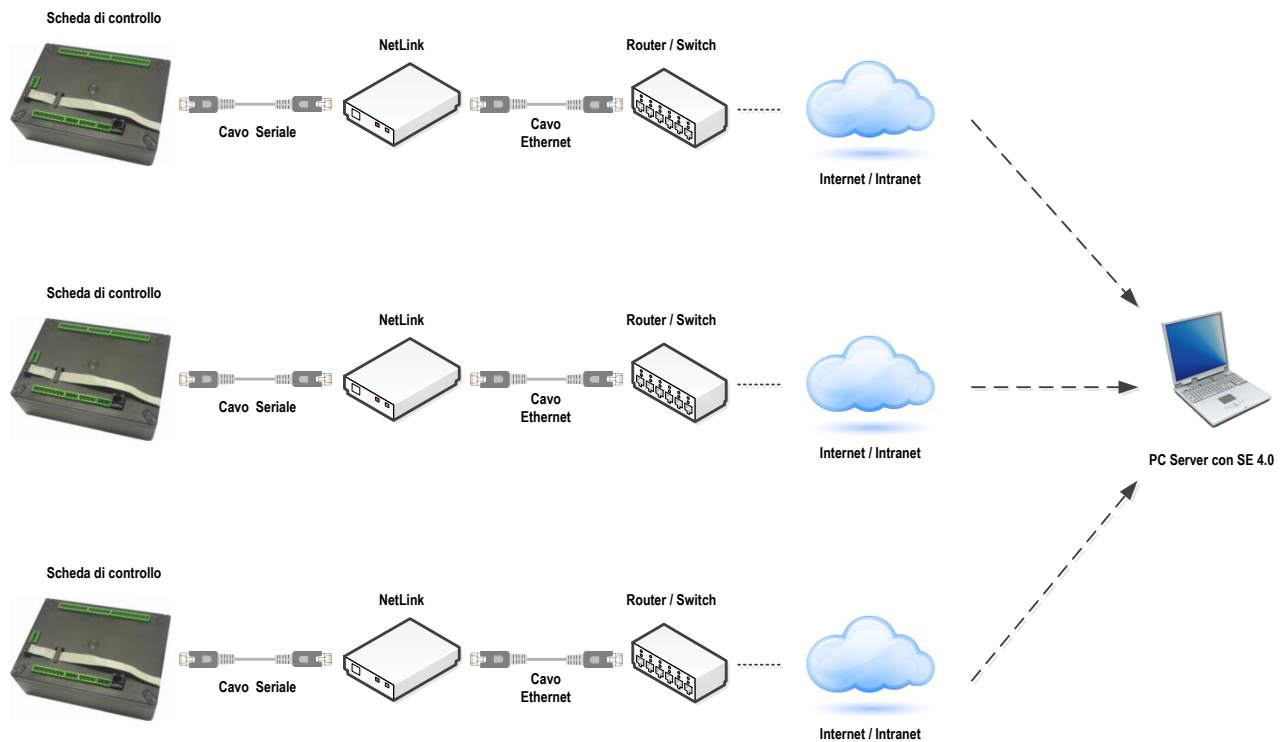 Scheda di controllo
NetLink
Router / Switch
Cavo Seriale
Cavo
Ethernet
Internet / Intranet
Scheda di controllo
NetLink
Router / Switch
Cavo Seriale
Cavo
Ethernet
Internet / Intranet
PC Server con SE 4.0
Scheda di controllo
NetLink
Router / Switch
Cavo Seriale
Cavo
Ethernet
Internet / Intranet